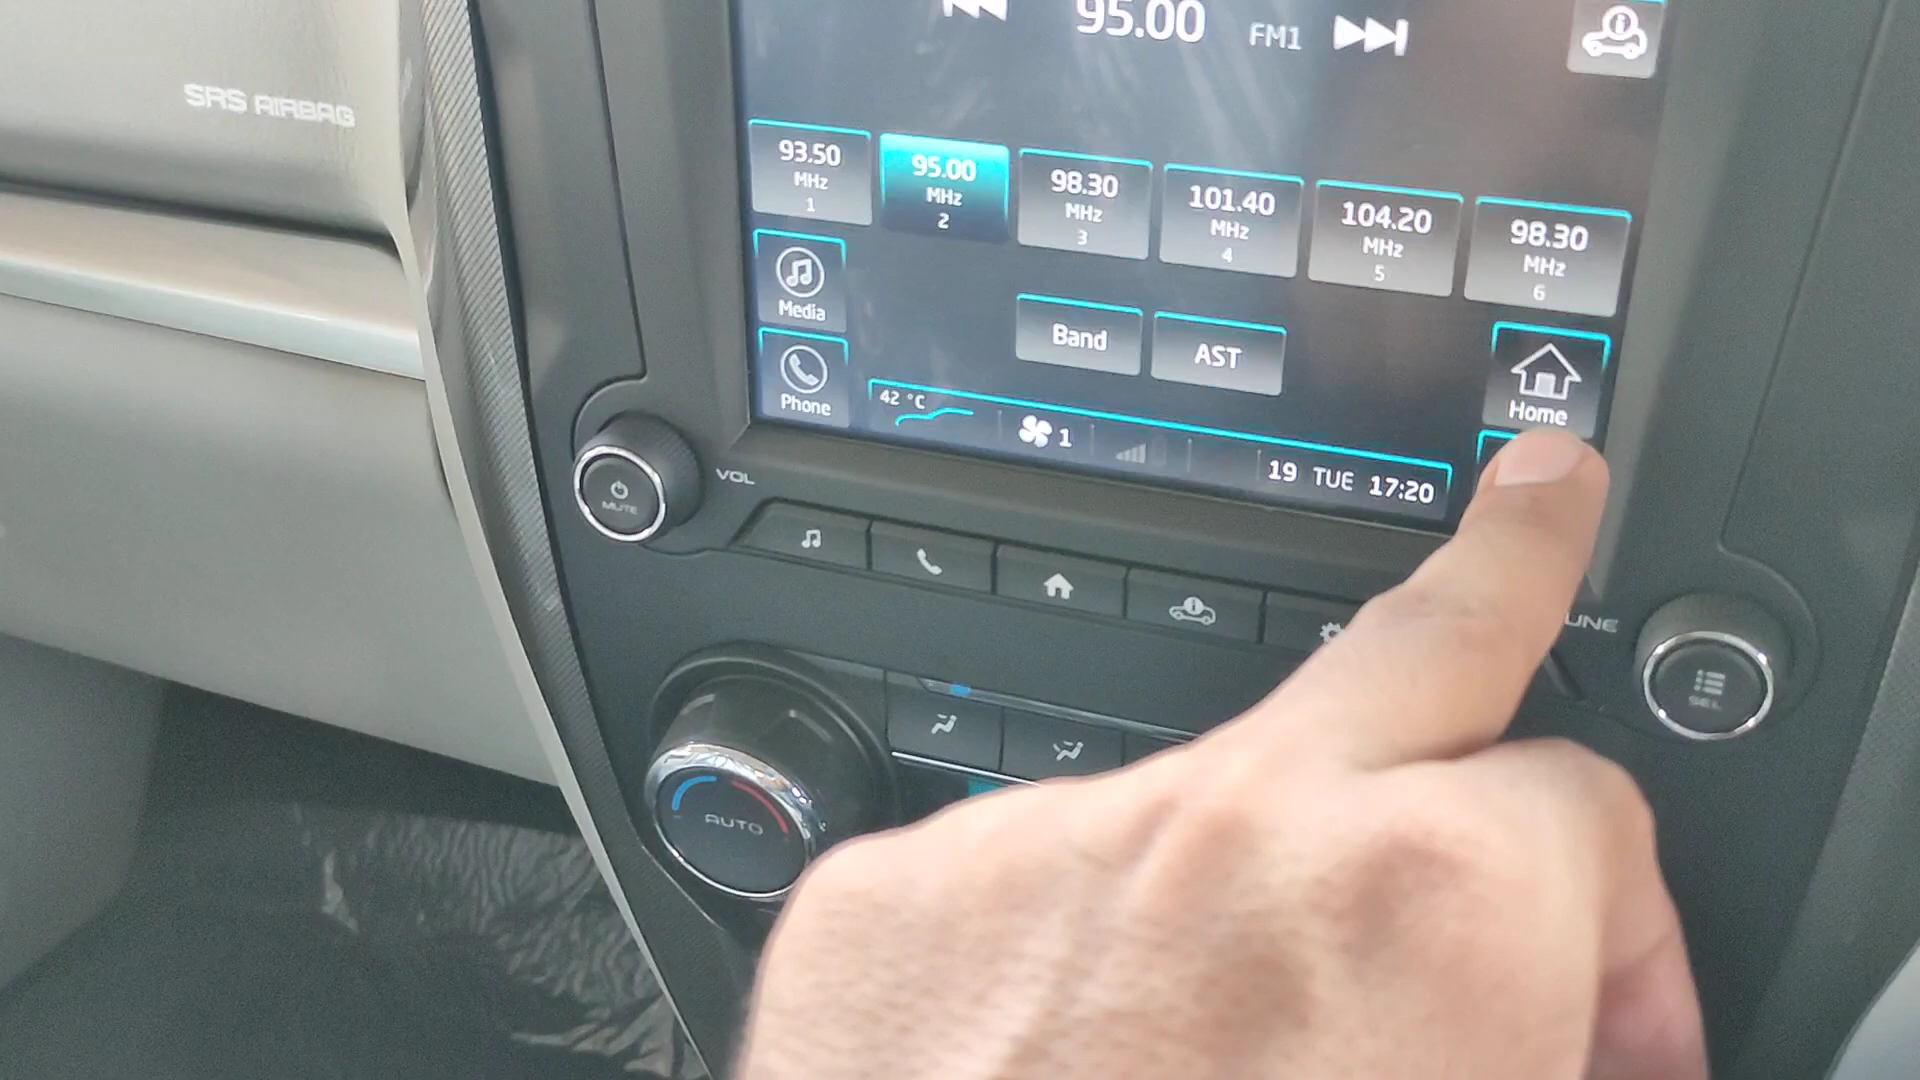 95.00 FM1
SRS AIRBAG
93.50 MHz 1
95.00 MHz 2
98.30 MHz 3
101.40 MHz 4
104.20 MHz 5
98.30 MHz 6
Media
Band
AST
Home
Phone
42 °C
1
19 TUE 17:20
VOL
MUTE
SEL
AUTO